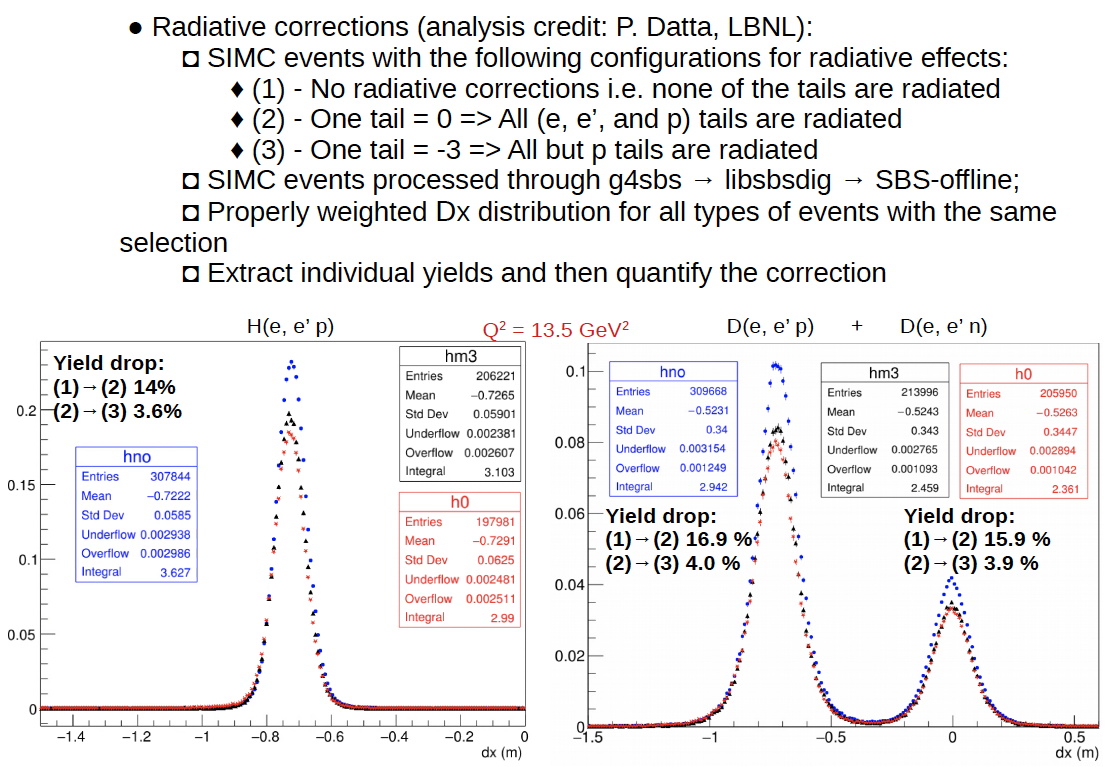 ● Radiative corrections (analysis credit: P. Datta, LBNL):
◘ SIMC events with the following configurations for radiative effects:
♦ (1) - No radiative corrections i.e. none of the tails are radiated
♦ (2) - One tail = 0 => All (e, e’, and p) tails are radiated
♦ (3) - One tail = -3 => All but p tails are radiated
◘ SIMC events processed through g4sbs → libsbsdig → SBS-offline;
◘ Properly weighted Dx distribution for all types of events with the same
selection
◘ Extract individual yields and then quantify the correction
H(e, e’ p)
Q² = 13.5 GeV²
D(e, e’ p) + D(e, e’ n)
Yield drop:
(1)→(2) 14%
(2)→(3) 3.6%
hno
Entries 307844
Mean −0.7222
Std Dev 0.0585
Underflow 0.002938
Overflow 0.002986
Integral 3.627
hm3
Entries 206221
Mean −0.7265
Std Dev 0.05901
Underflow 0.002381
Overflow 0.002607
Integral 3.103
h0
Entries 197981
Mean −0.7291
Std Dev 0.0625
Underflow 0.002481
Overflow 0.002511
Integral 2.99
0.2
0.15
0.1
0.05
0
−1.4 −1.2 −1 −0.8 −0.6 −0.4 −0.2 0
dx (m)
hno
Entries 309668
Mean −0.5231
Std Dev 0.34
Underflow 0.003154
Overflow 0.001249
Integral 2.942
hm3
Entries 213996
Mean −0.5243
Std Dev 0.343
Underflow 0.002765
Overflow 0.001093
Integral 2.459
h0
Entries 205950
Mean −0.5263
Std Dev 0.3447
Underflow 0.002894
Overflow 0.001042
Integral 2.361
Yield drop:
(1)→(2) 16.9 %
(2)→(3) 4.0 %
Yield drop:
(1)→(2) 15.9 %
(2)→(3) 3.9 %
0.1
0.08
0.06
0.04
0.02
0
−1.5 −1 −0.5 0 0.5
dx (m)